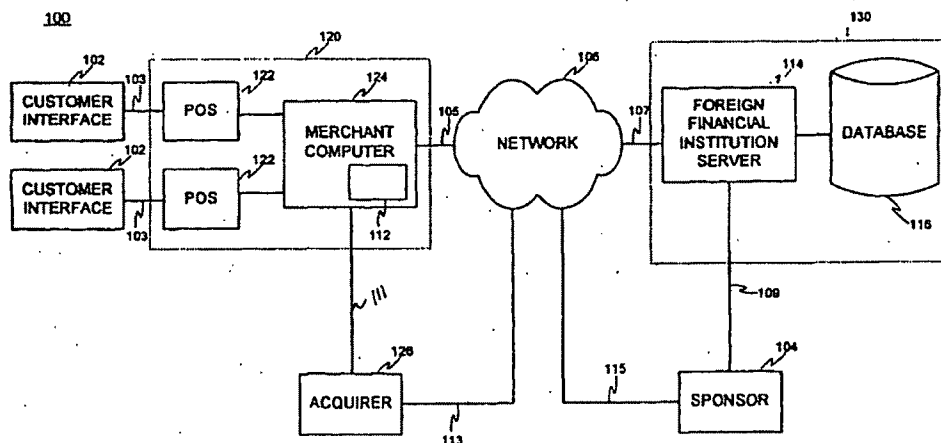 100
120
130
102
122
124
106
114
103
CUSTOMER
INTERFACE
POS
MERCHANT
COMPUTER
105
NETWORK
107
FOREIGN
FINANCIAL
INSTITUTION
SERVER
DATABASE
102
122
CUSTOMER
INTERFACE
POS
103
112
116
111
109
126
104
ACQUIRER
113
115
SPONSOR